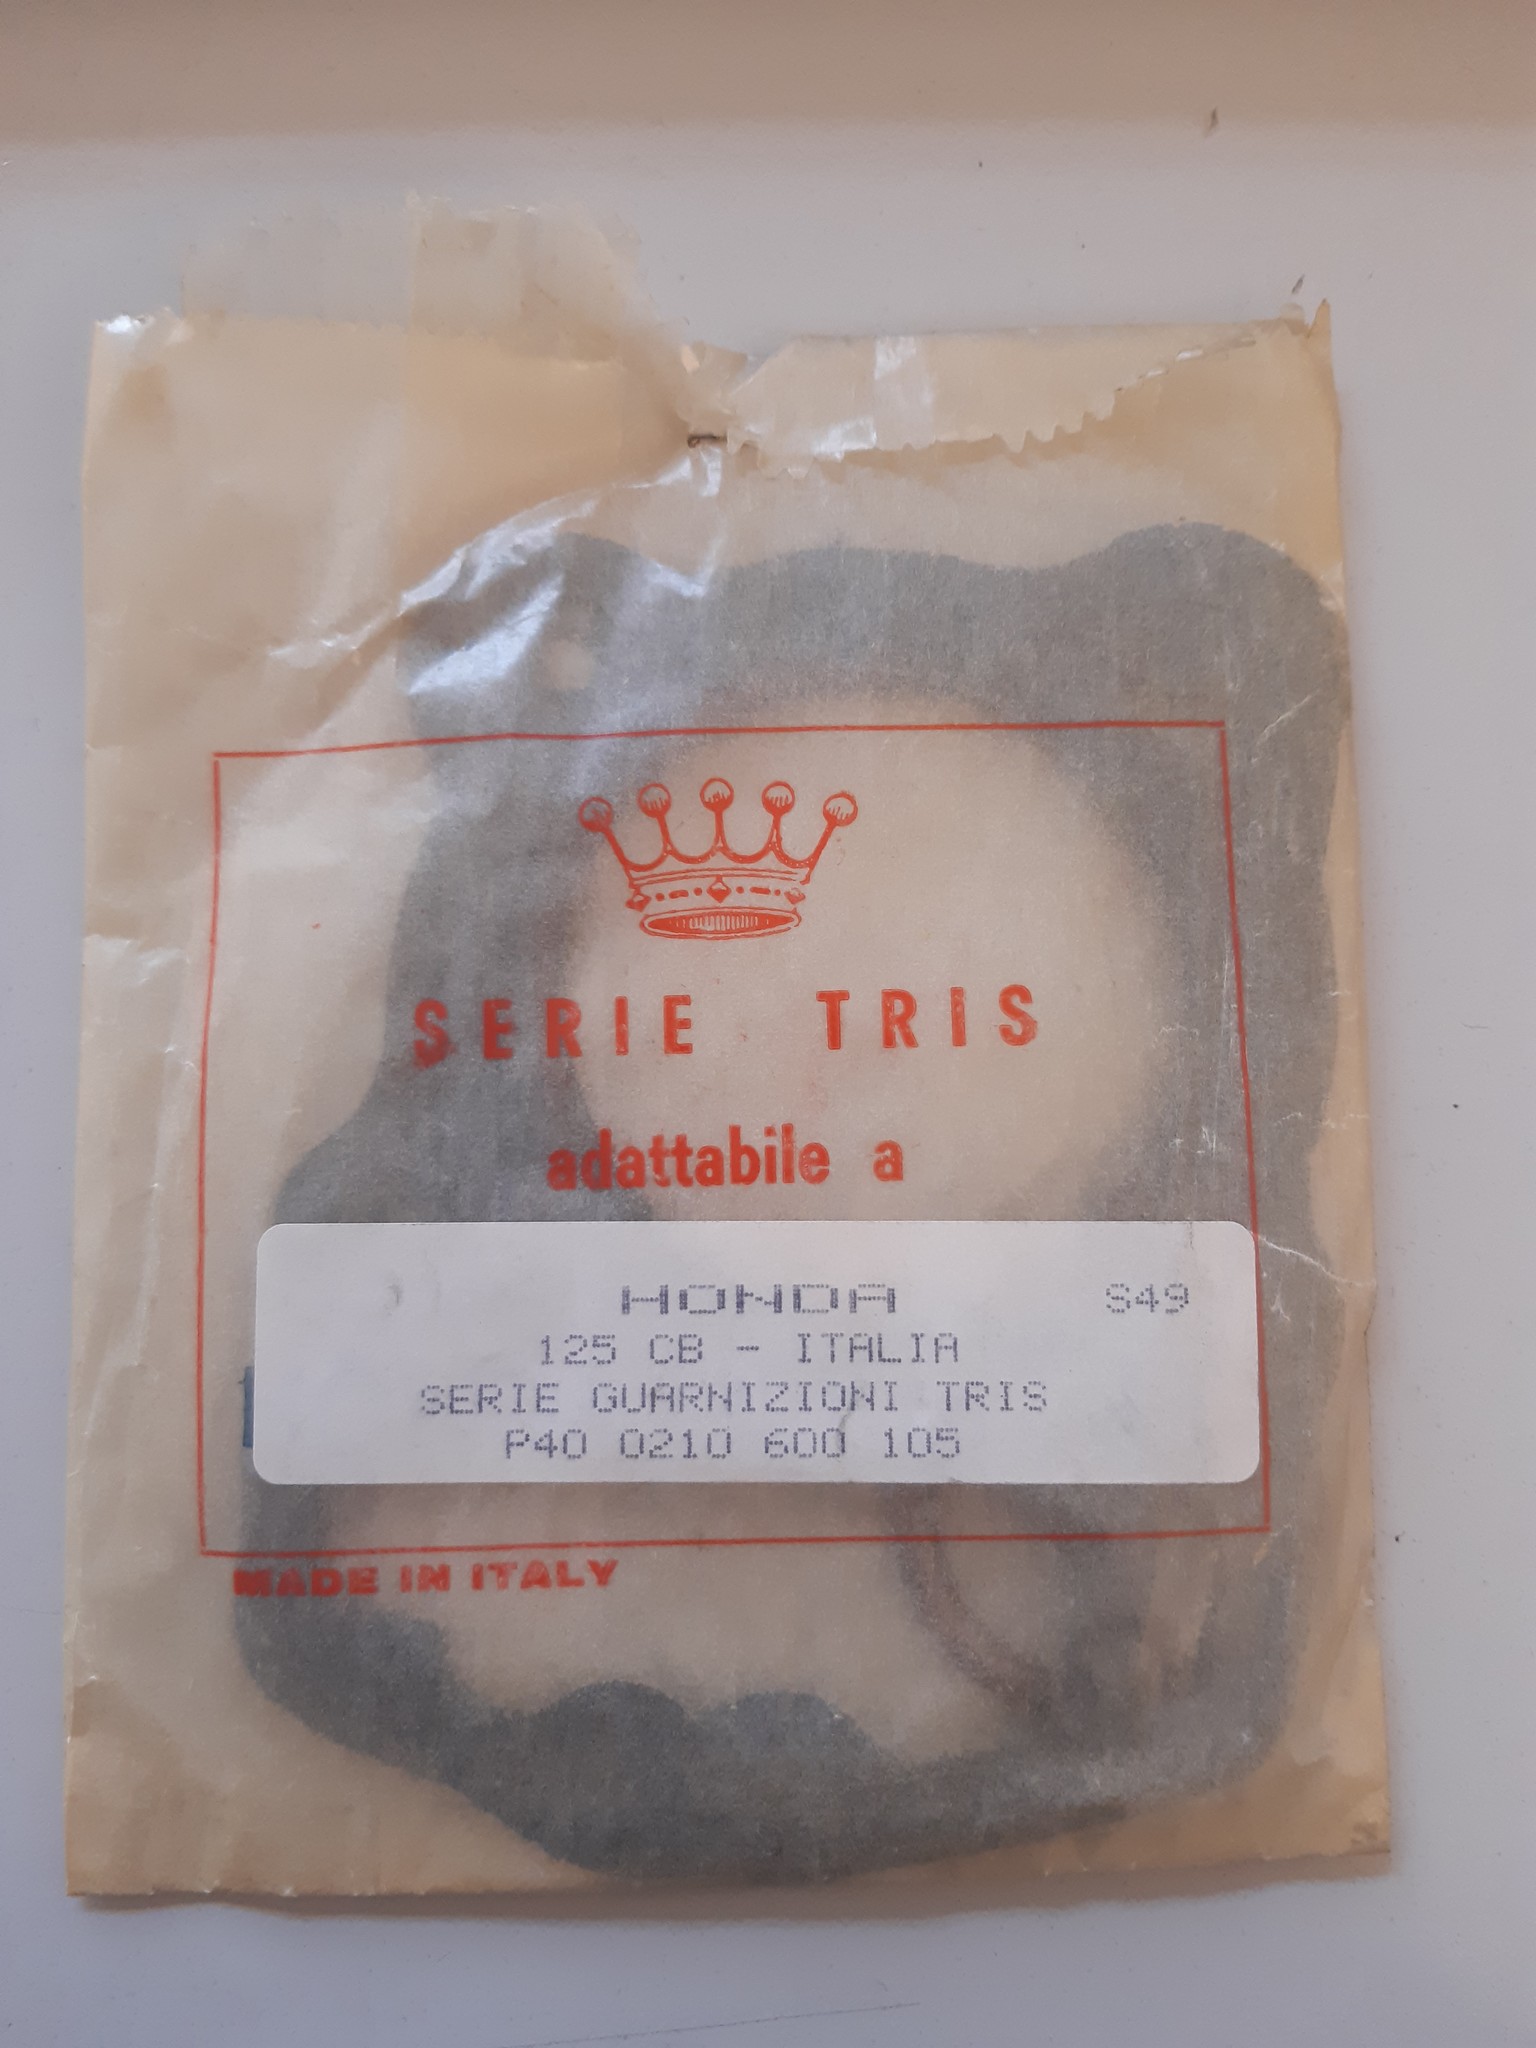 SERIE TRIS
adattabile a
HONDA S49
125 CB - ITALIA
SERIE GUARNIZIONI TRIS
P40 0210 600 105
MADE IN ITALY